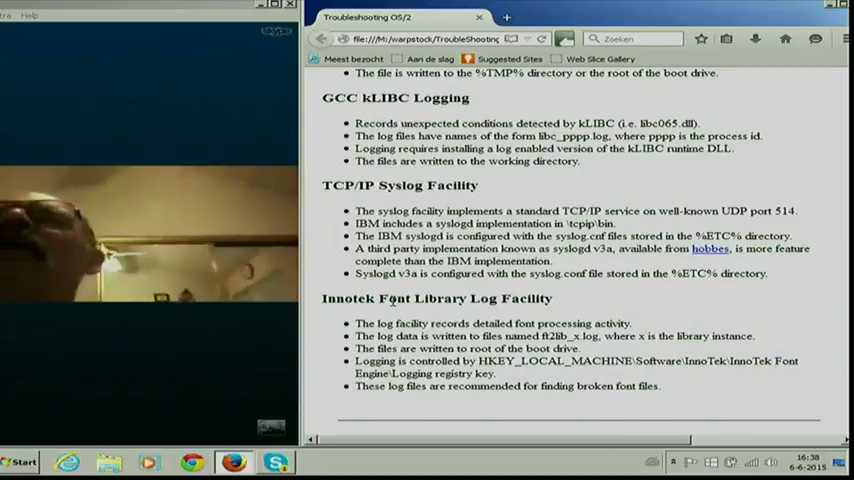 tra Help
Troubleshooting OS/2
file:///M:/warpstock/TroubleShooting
Zoeken
Meest bezocht Aan de slag Suggested Sites Web Slice Gallery
The file is written to the %TMP% directory or the root of the boot drive.
GCC kLIBC Logging
Records unexpected conditions detected by kLIBC (i.e. libc065.dll).
The log files have names of the form libc_pppp.log, where pppp is the process id.
Logging requires installing a log enabled version of the kLIBC runtime DLL.
The files are written to the working directory.
TCP/IP Syslog Facility
The syslog facility implements a standard TCP/IP service on well-known UDP port 514.
IBM includes a syslogd implementation in \tcpip\bin.
The IBM syslogd is configured with the syslog.cnf files stored in the %ETC% directory.
A third party implementation known as syslogd v3a, available from hobbes, is more feature
complete than the IBM implementation.
Syslogd v3a is configured with the syslog.conf file stored in the %ETC% directory.
Innotek Font Library Log Facility
The log facility records detailed font processing activity.
The log data is written to files named ft2lib_x.log, where x is the library instance.
The files are written to root of the boot drive.
Logging is controlled by HKEY_LOCAL_MACHINE\Software\InnoTek\InnoTek Font
Engine\Logging registry key.
These log files are recommended for finding broken font files.
Start
16:38
6-6-2015